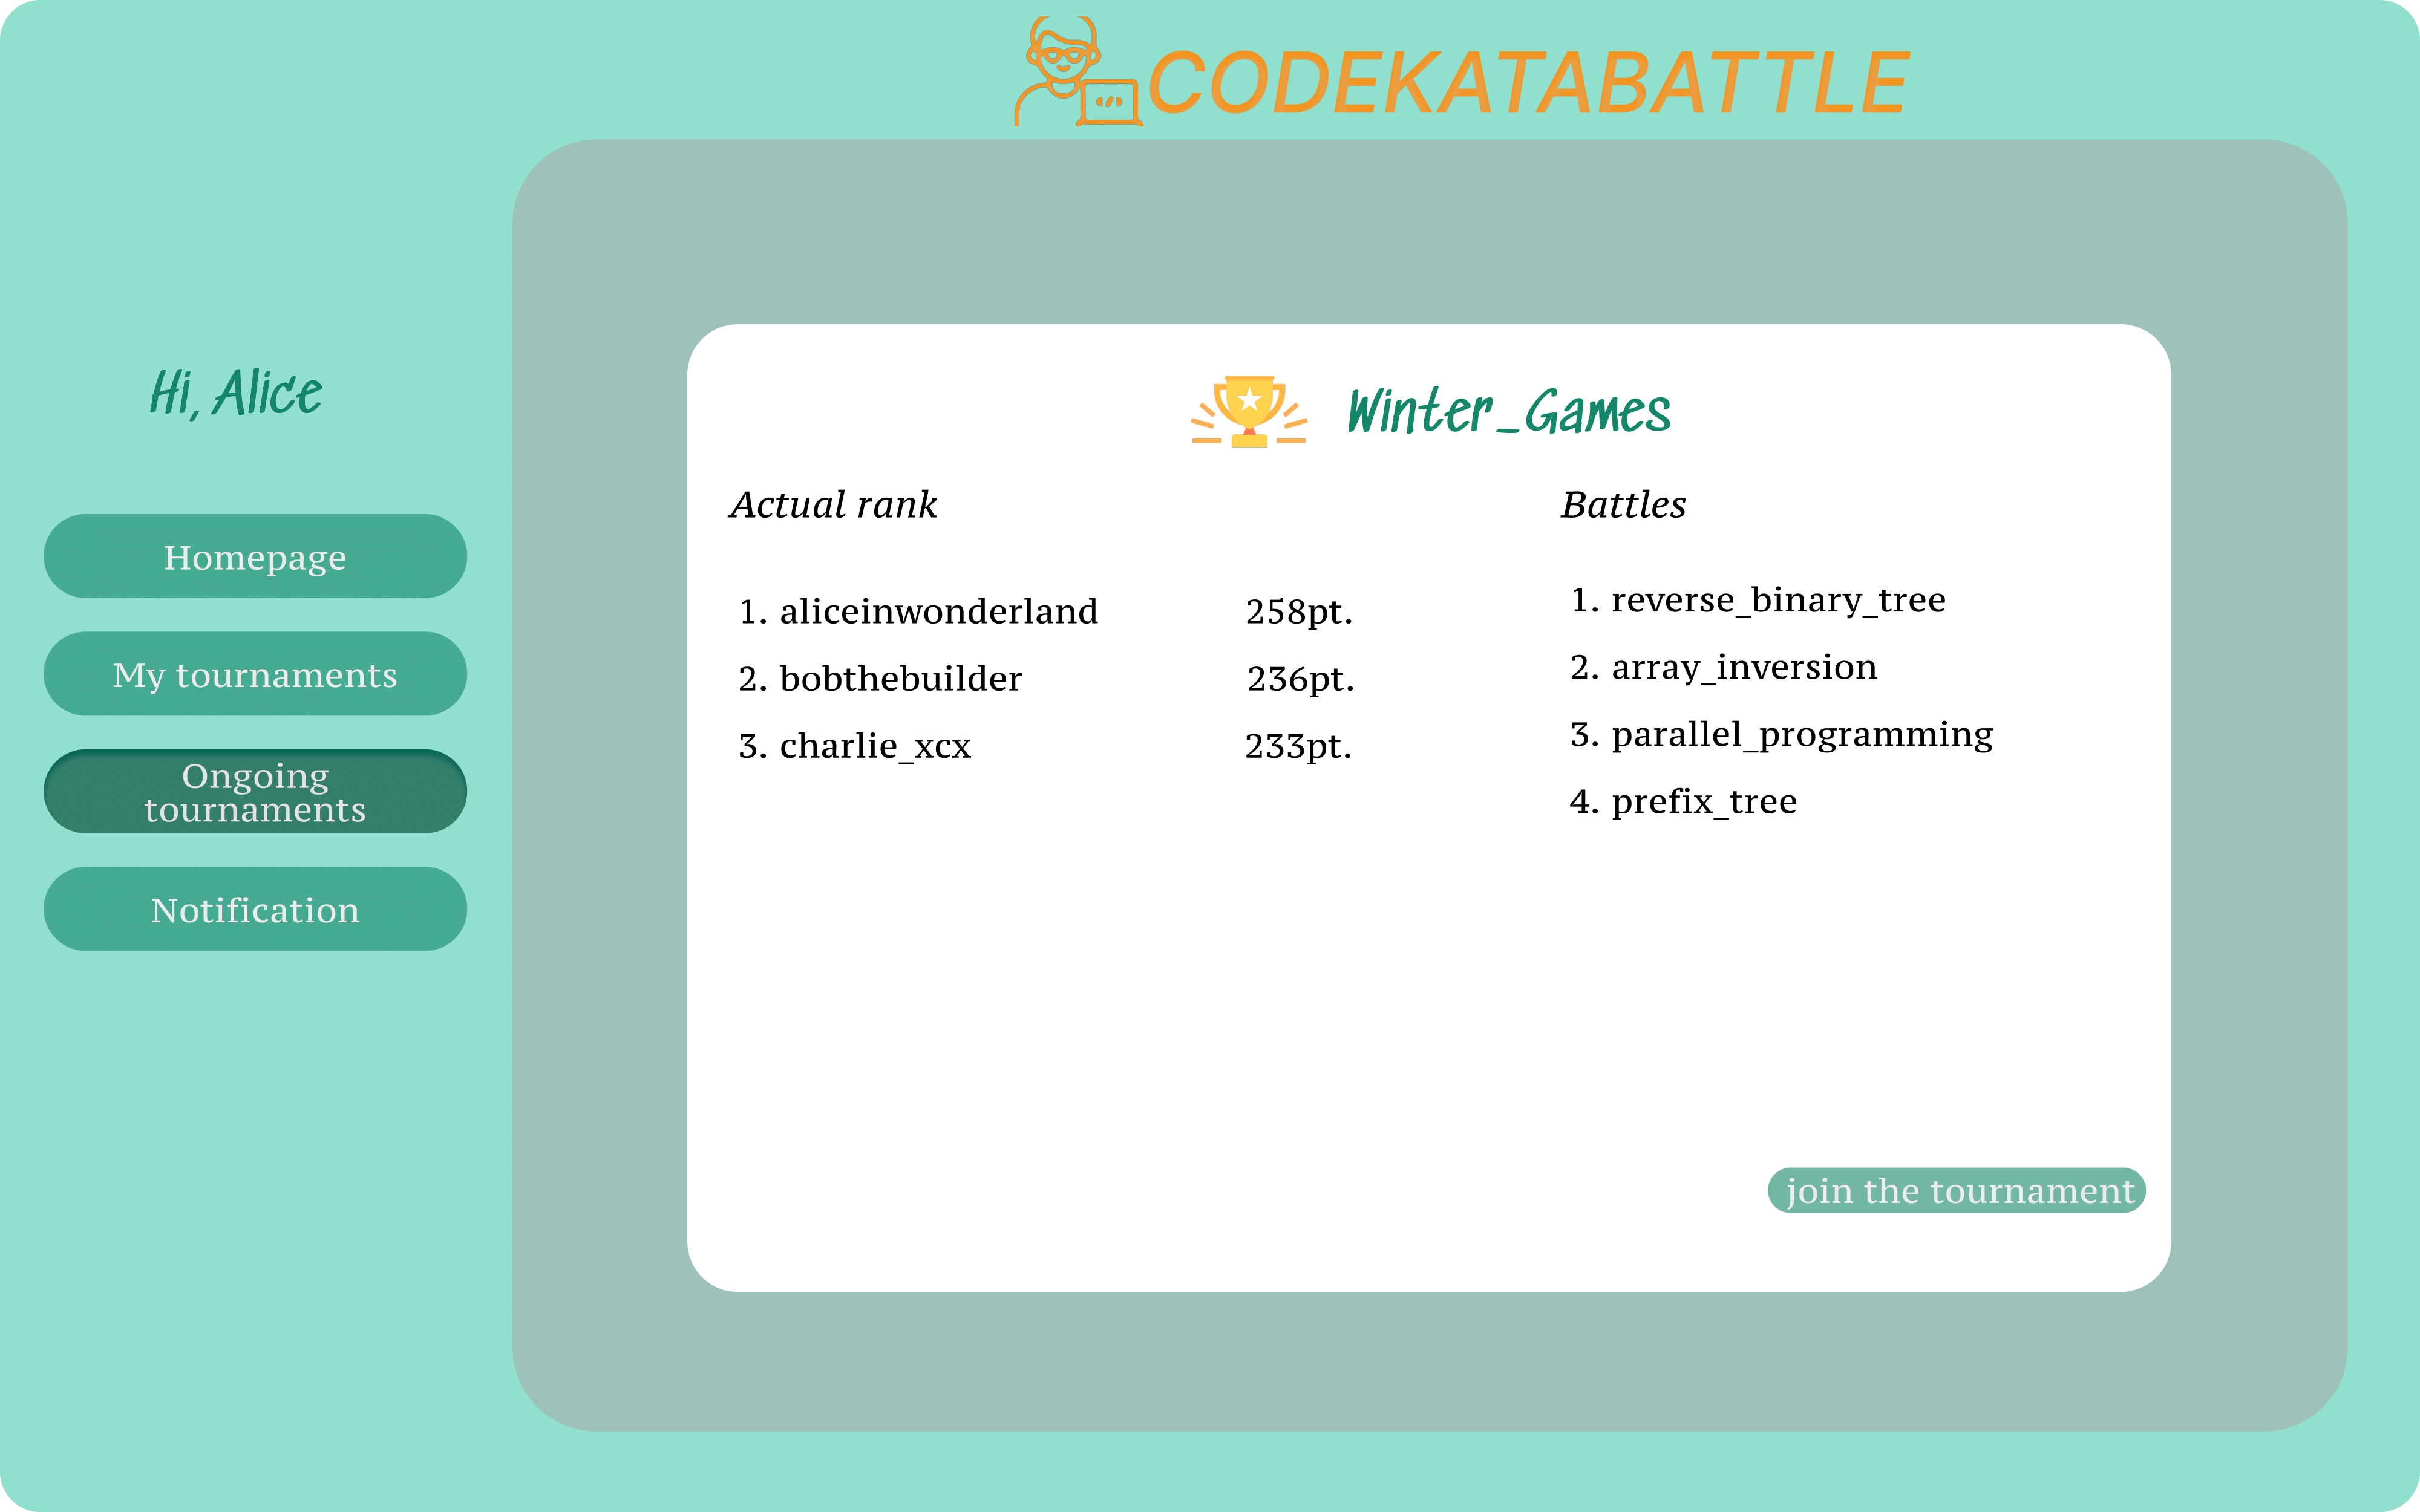 CODEKATABATTLE
Hi, Alice
Homepage
My tournaments
Ongoing
tournaments
Notification
Winter_Games
Actual rank
1. aliceinwonderland 258pt.
2. bobthebuilder 236pt.
3. charlie_xcx 233pt.
Battles
1. reverse_binary_tree
2. array_inversion
3. parallel_programming
4. prefix_tree
join the tournament